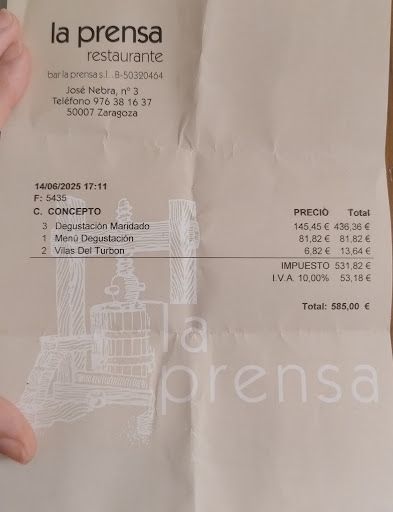 la prensa
restaurante
bar la prensa s.l. . B-50320464
José Nebra, nº 3
Teléfono 976 38 16 37
50007 Zaragoza
14/06/2025 17:11
F: 5435
C. CONCEPTO PRECIO Total
3 Degustación Maridado 145,45 € 436,36 €
1 Menú Degustación 81,82 € 81,82 €
2 Vilas Del Turbon 6,82 € 13,64 €
IMPUESTO 531,82 €
I.V.A. 10,00% 53,18 €
Total: 585,00 €
la
prensa